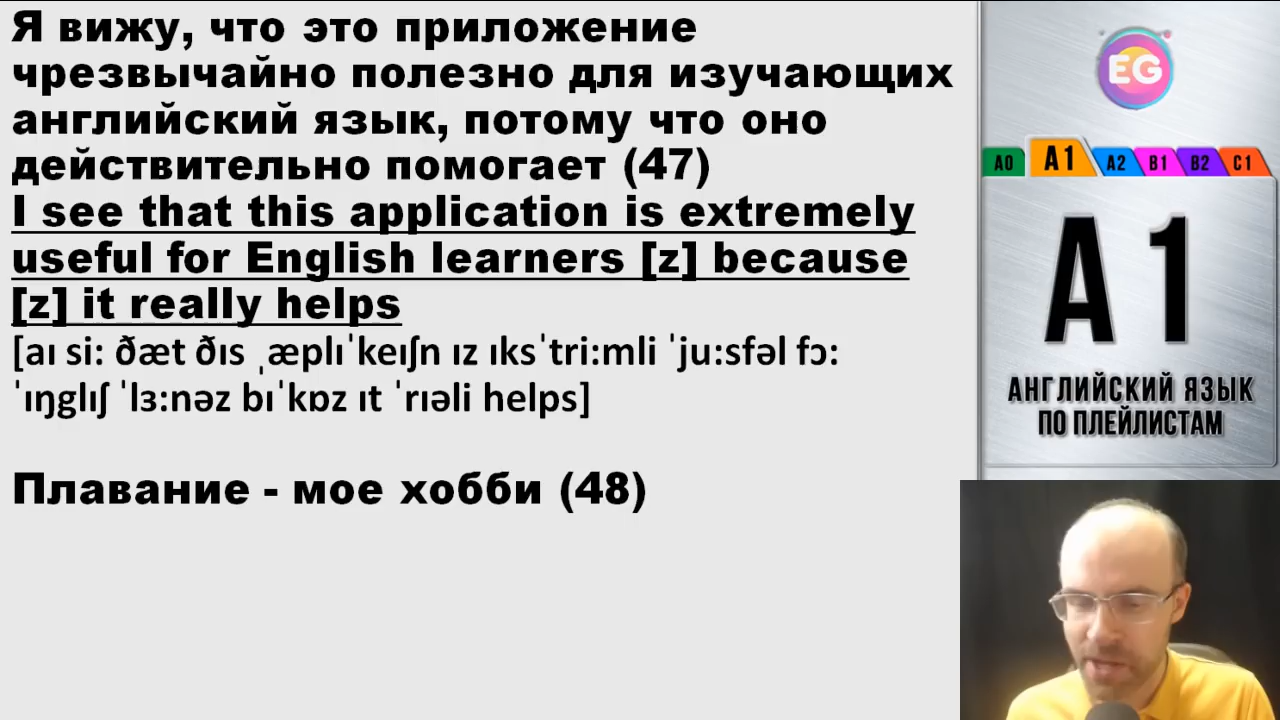 Я вижу, что это приложение
чрезвычайно полезно для изучающих
английский язык, потому что оно
действительно помогает (47)
I see that this application is extremely
useful for English learners [z] because
[z] it really helps
[aɪ si: ðæt ðɪs ˌæplɪˈkeɪʃn ɪz ɪksˈtri:mli ˈju:sfəl fɔ:
ˈɪŋglɪʃ ˈlɜ:nəz bɪˈkɒz ɪt ˈrɪəli helps]
Плавание - мое хобби (48)
EG
A0 A1 A2 B1 B2 C1
A1
АНГЛИЙСКИЙ ЯЗЫК
ПО ПЛЕЙЛИСТАМ